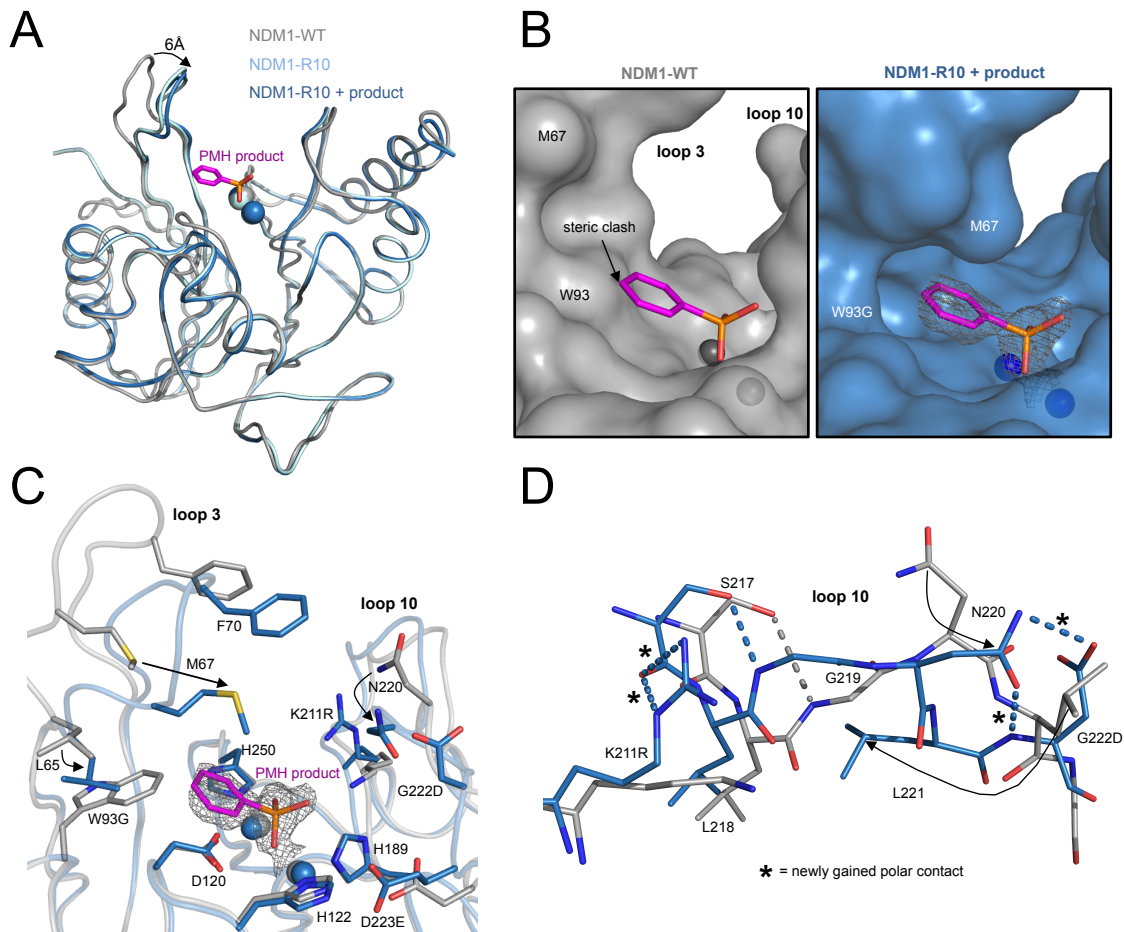 A
6Å
NDM1-WT
NDM1-R10
NDM1-R10 + product
PMH product
B
NDM1-WT
NDM1-R10 + product
M67
loop 10
loop 3
steric clash
W93
M67
W93G
C
loop 3
F70
loop 10
M67
N220
K211R
L65
H250
PMH product
W93G
G222D
D120
H189
H122
D223E
D
S217
loop 10
N220
*
*
G219
*
*
K211R
G222D
L221
L218
* = newly gained polar contact